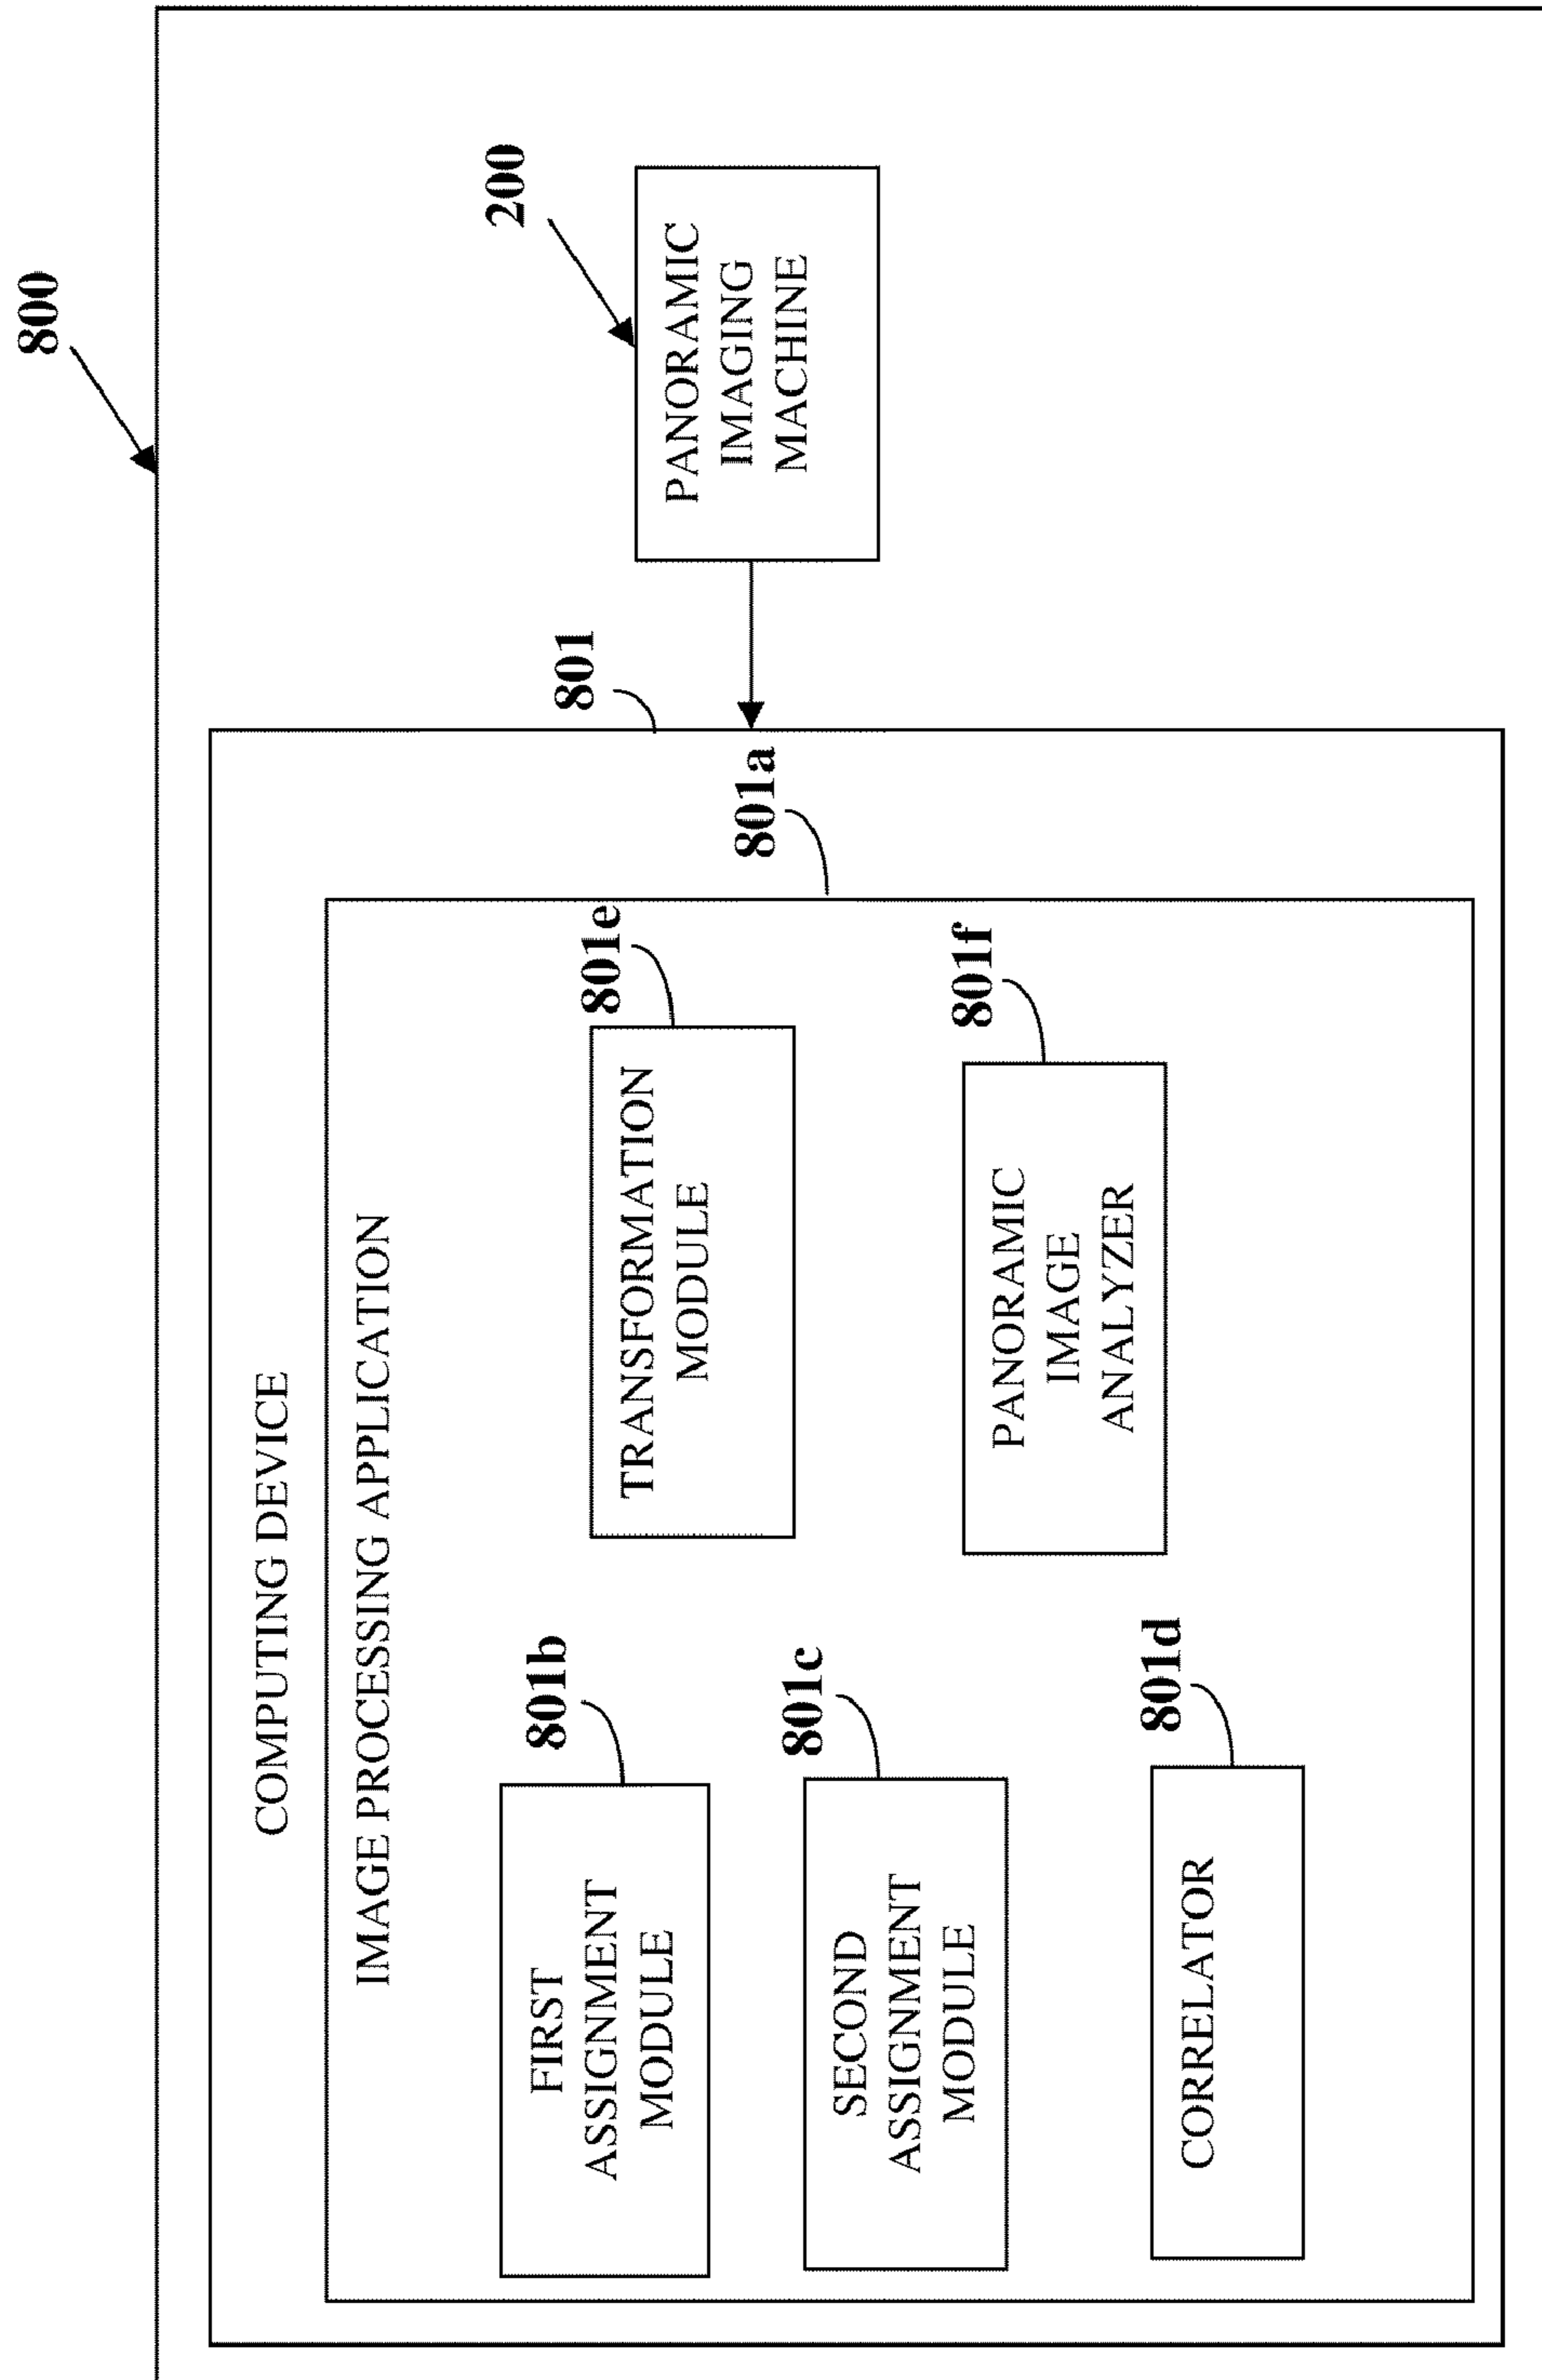 800
COMPUTING DEVICE
801
200
IMAGE PROCESSING APPLICATION
801a
801b
FIRST
ASSIGNMENT
MODULE
801e
TRANSFORMATION
MODULE
PANORAMIC
IMAGING
MACHINE
801c
SECOND
ASSIGNMENT
MODULE
801f
PANORAMIC
IMAGE
ANALYZER
801d
CORRELATOR